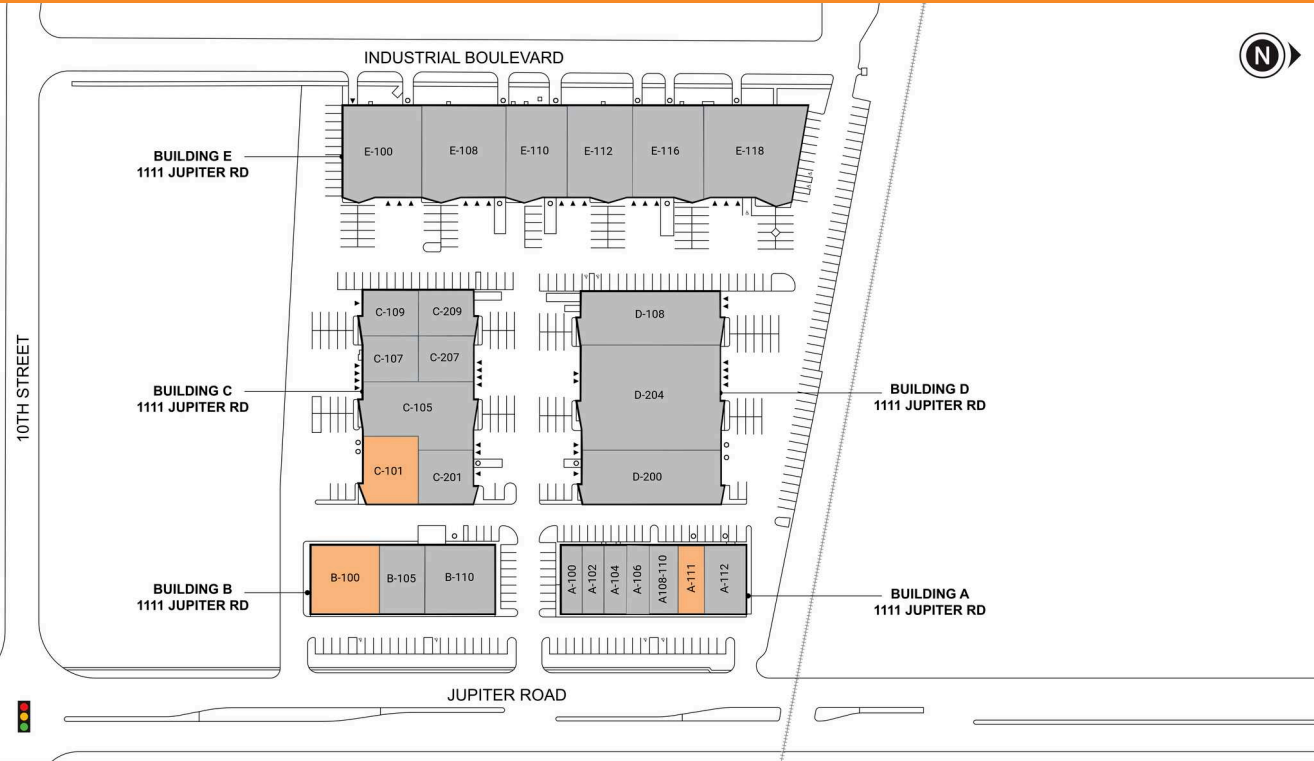 INDUSTRIAL BOULEVARD
N
BUILDING E
1111 JUPITER RD
E-100
E-108
E-110
E-112
E-116
E-118
10TH STREET
BUILDING C
1111 JUPITER RD
C-109
C-209
C-107
C-207
C-105
C-101
C-201
D-108
D-204
D-200
BUILDING D
1111 JUPITER RD
BUILDING B
1111 JUPITER RD
B-100
B-105
B-110
A-100
A-102
A-104
A-106
A108-110
A-111
A-112
BUILDING A
1111 JUPITER RD
JUPITER ROAD